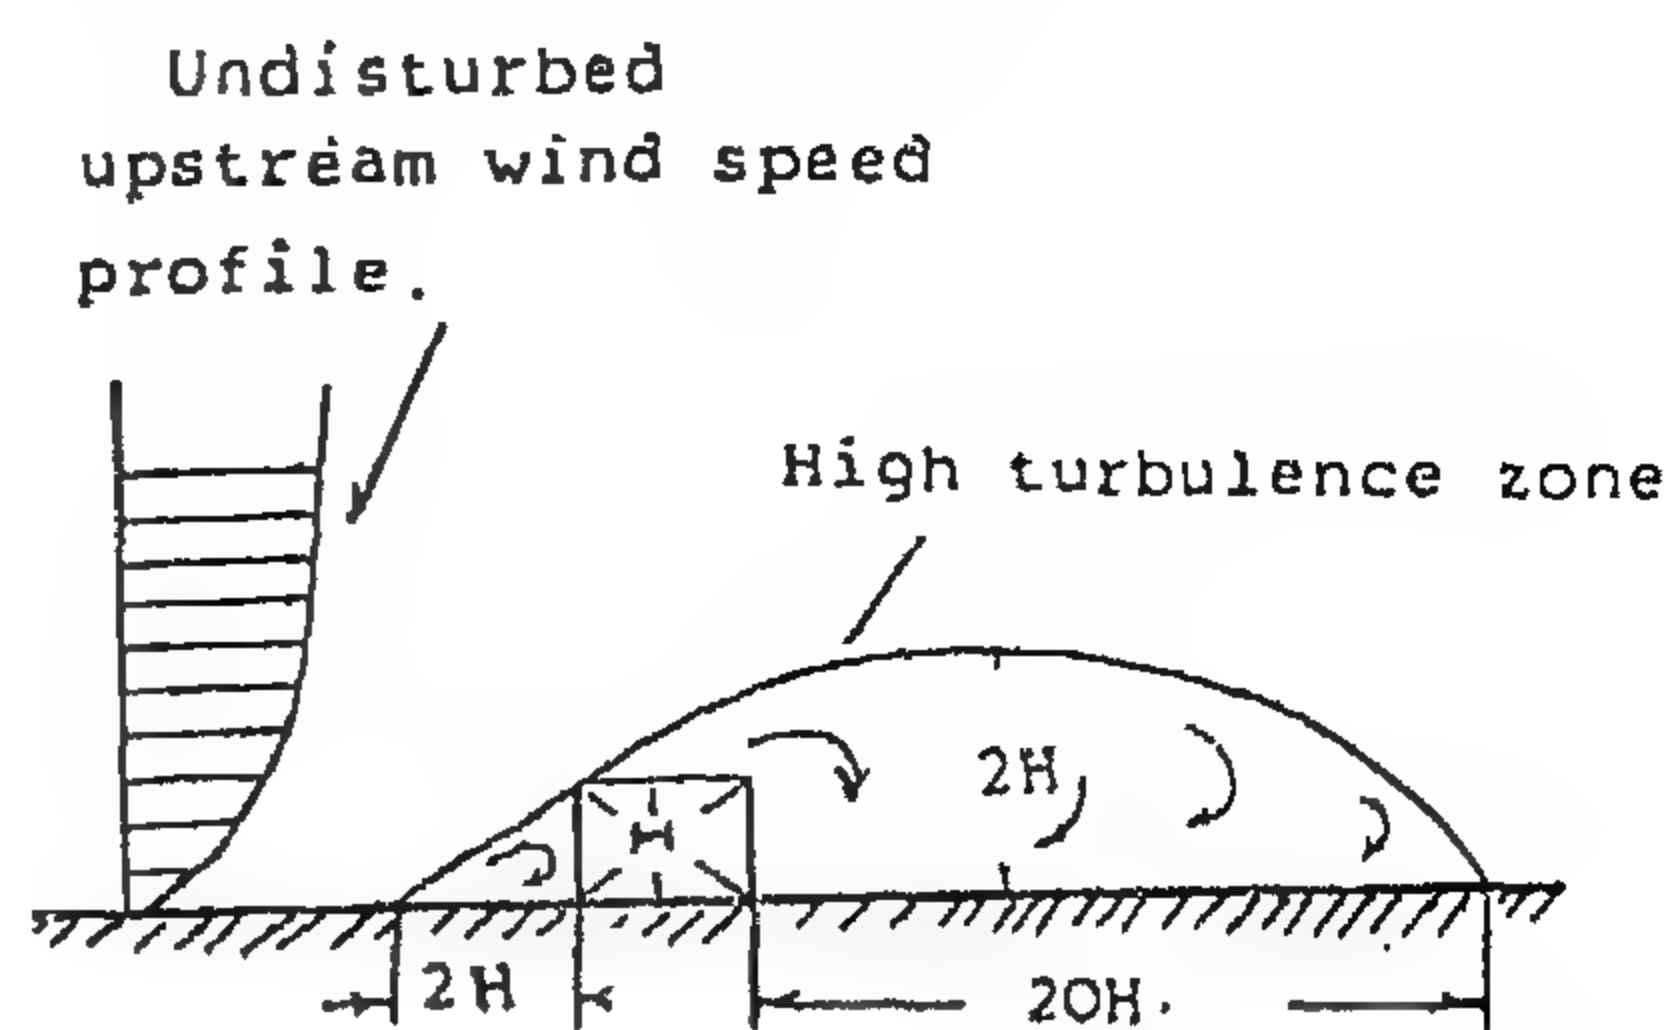 Undisturbed
upstream wind speed
profile.
High turbulence zone
2H
H
2H
20H.